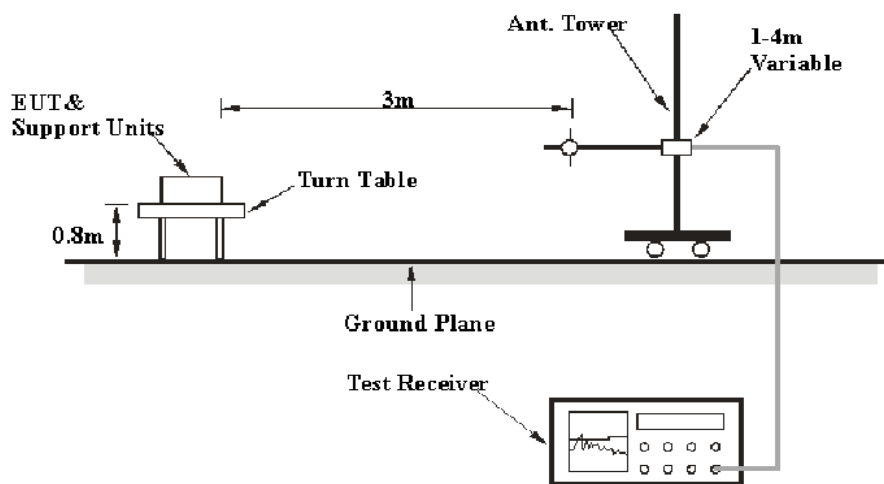 Ant. Tower
1-4m
Variable
3m
EUT&
Support Units
Turn Table
0.8m
Ground Plane
Test Receiver